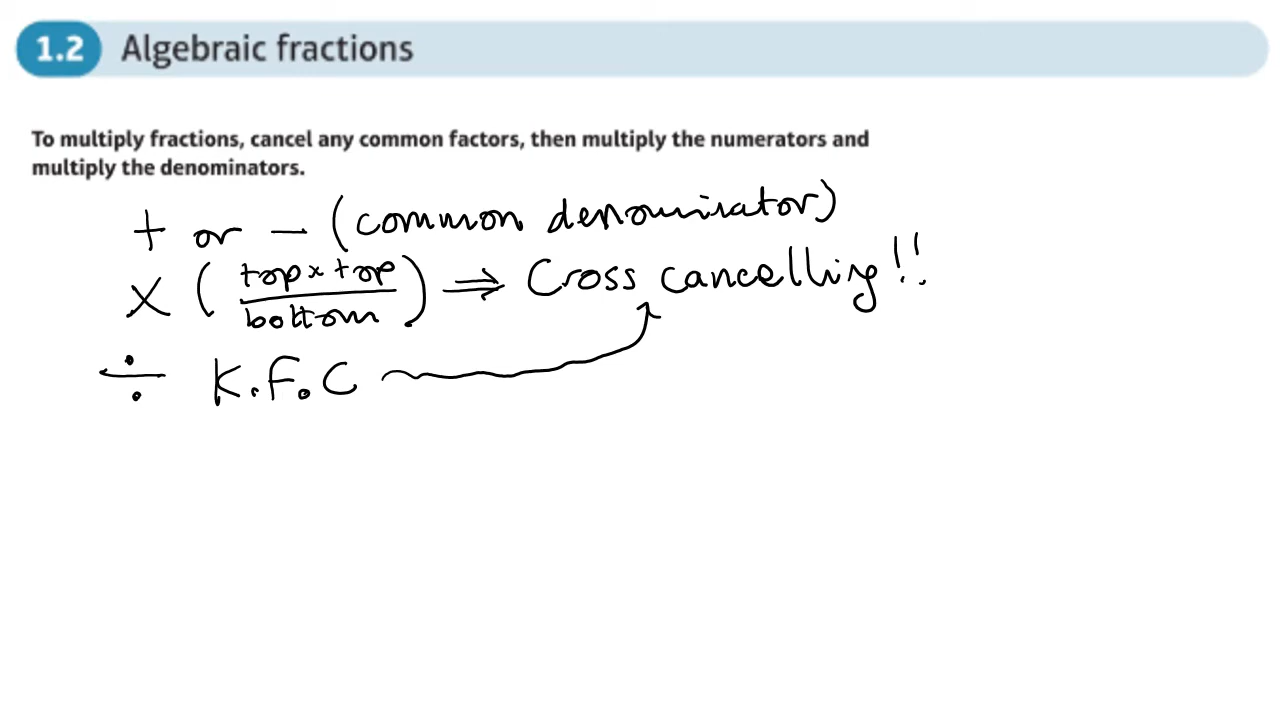 1.2 Algebraic fractions
To multiply fractions, cancel any common factors, then multiply the numerators and
multiply the denominators.
+ or − (common denominator)
× ( top × top / bottom ) ⇒ Cross cancelling!!
÷ K.F.C